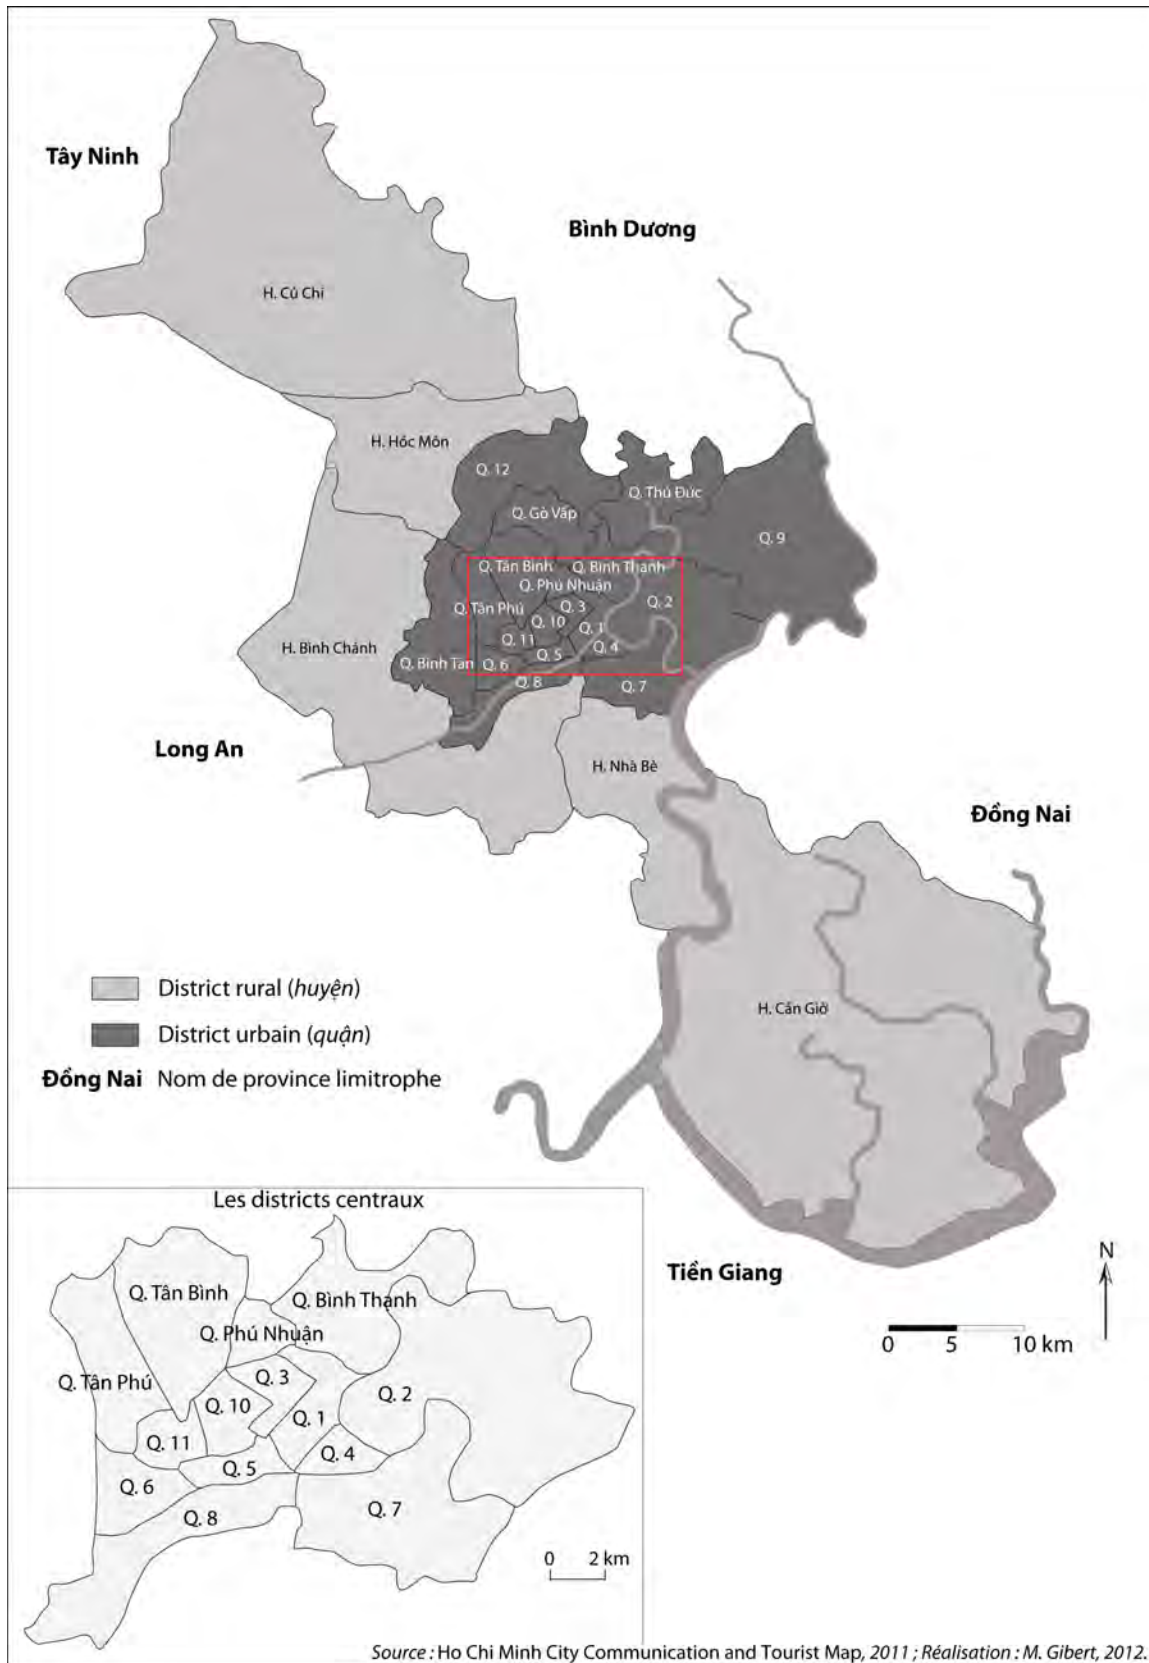 Tây Ninh
Bình Dương
H. Củ Chi
H. Hóc Môn
Q. 12
Q. Thủ Đức
Q. Gò Vấp
Q. 9
Q. Tân Bình
Q. Bình Thạnh
Q. Phú Nhuận
Q. Tân Phú
Q. 3
Q. 2
Q. 10
Q. 1
Q. 11
Q. 4
H. Bình Chánh
Q. 5
Q. Bình Tân
Q. 6
Q. 8
Q. 7
Long An
H. Nhà Bè
Đồng Nai
District rural (huyện)
H. Cần Giờ
District urbain (quận)
Đồng Nai Nom de province limitrophe
Tiền Giang
N
0 5 10 km
Les districts centraux
Q. Tân Bình
Q. Bình Thạnh
Q. Phú Nhuận
Q. Tân Phú
Q. 3
Q. 2
Q. 10
Q. 1
Q. 11
Q. 4
Q. 5
Q. 6
Q. 7
Q. 8
0 2 km
Source : Ho Chi Minh City Communication and Tourist Map, 2011 ; Réalisation : M. Gibert, 2012.